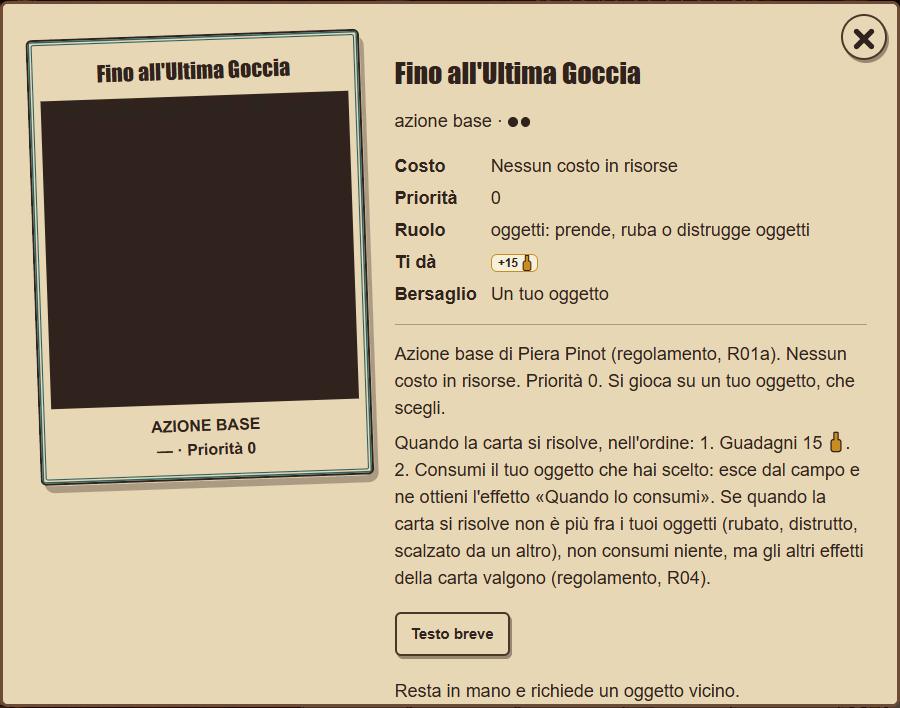 Fino all'Ultima Goccia
AZIONE BASE
— · Priorità 0
Fino all'Ultima Goccia
azione base · ●●
Costo Nessun costo in risorse
Priorità 0
Ruolo oggetti: prende, ruba o distrugge oggetti
Ti dà +15
Bersaglio Un tuo oggetto
Azione base di Piera Pinot (regolamento, R01a). Nessun
costo in risorse. Priorità 0. Si gioca su un tuo oggetto, che
scegli.
Quando la carta si risolve, nell'ordine: 1. Guadagni 15 .
2. Consumi il tuo oggetto che hai scelto: esce dal campo e
ne ottieni l'effetto «Quando lo consumi». Se quando la
carta si risolve non è più fra i tuoi oggetti (rubato, distrutto,
scalzato da un altro), non consumi niente, ma gli altri effetti
della carta valgono (regolamento, R04).
Testo breve
Resta in mano e richiede un oggetto vicino.